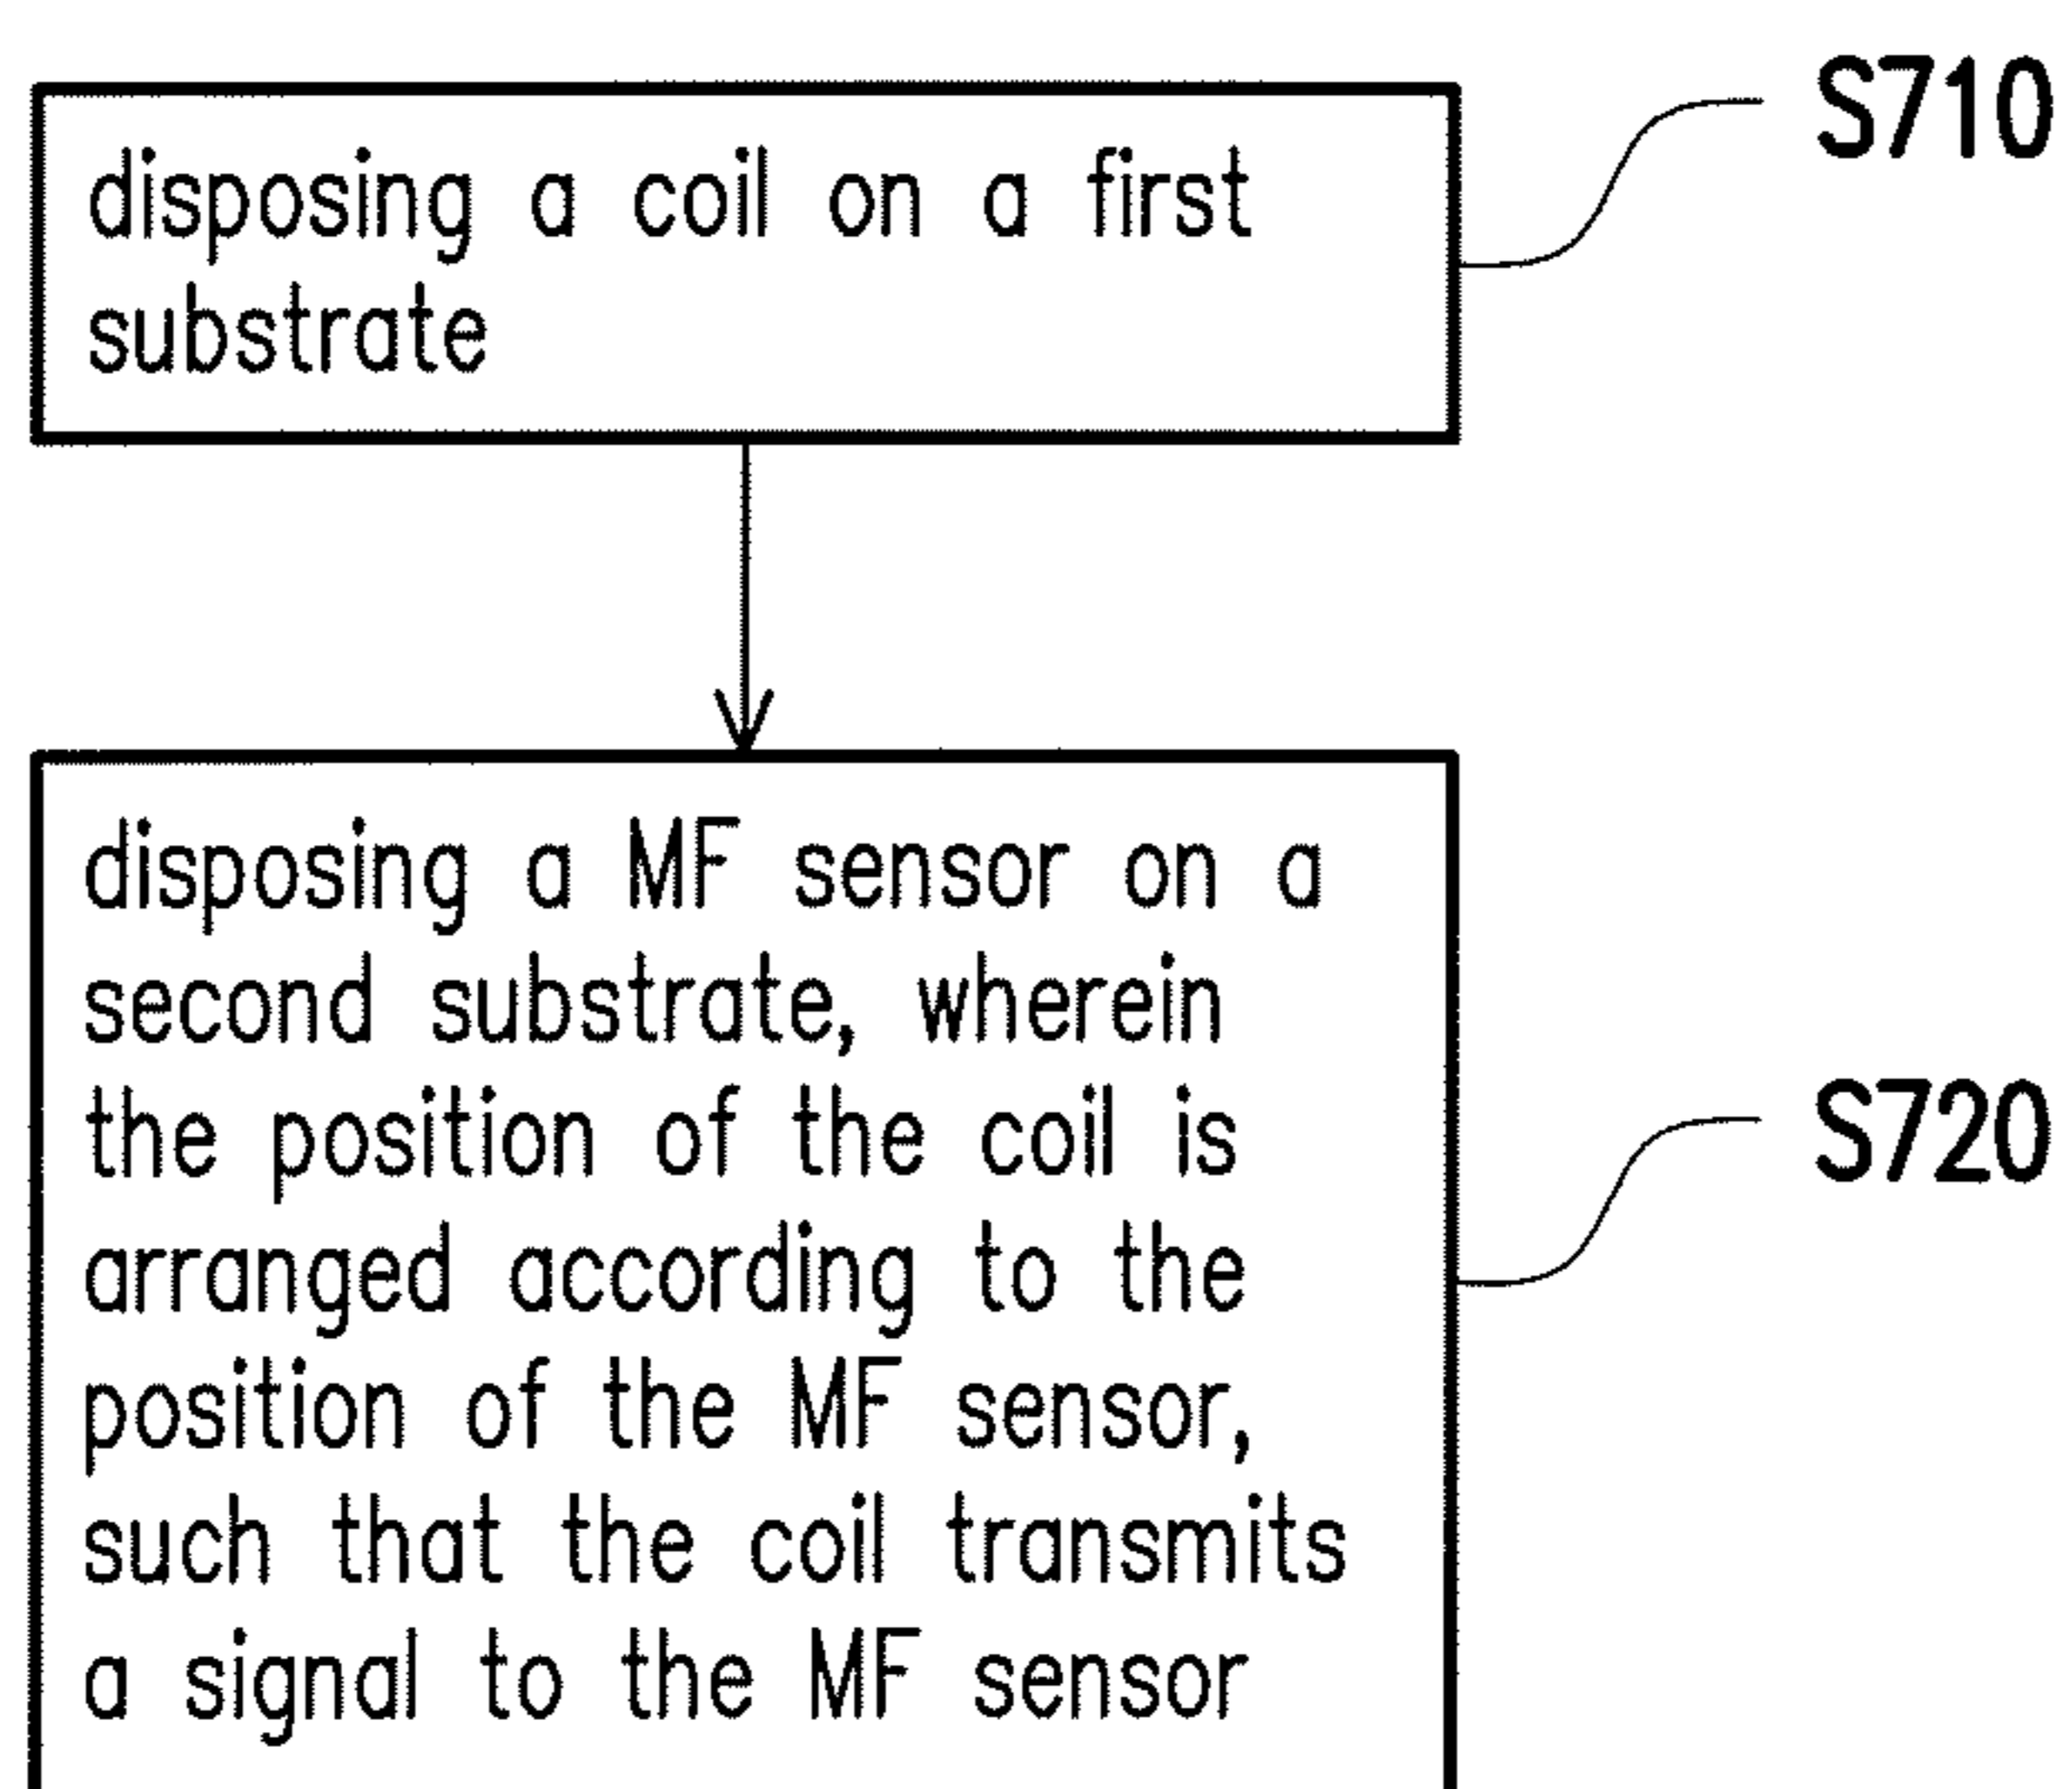 S710
disposing a coil on a first
substrate
disposing a MF sensor on a
second substrate, wherein
the position of the coil is
S720
arranged according to the
position of the MF sensor,
such that the coil transmits
a signal to the MF sensor